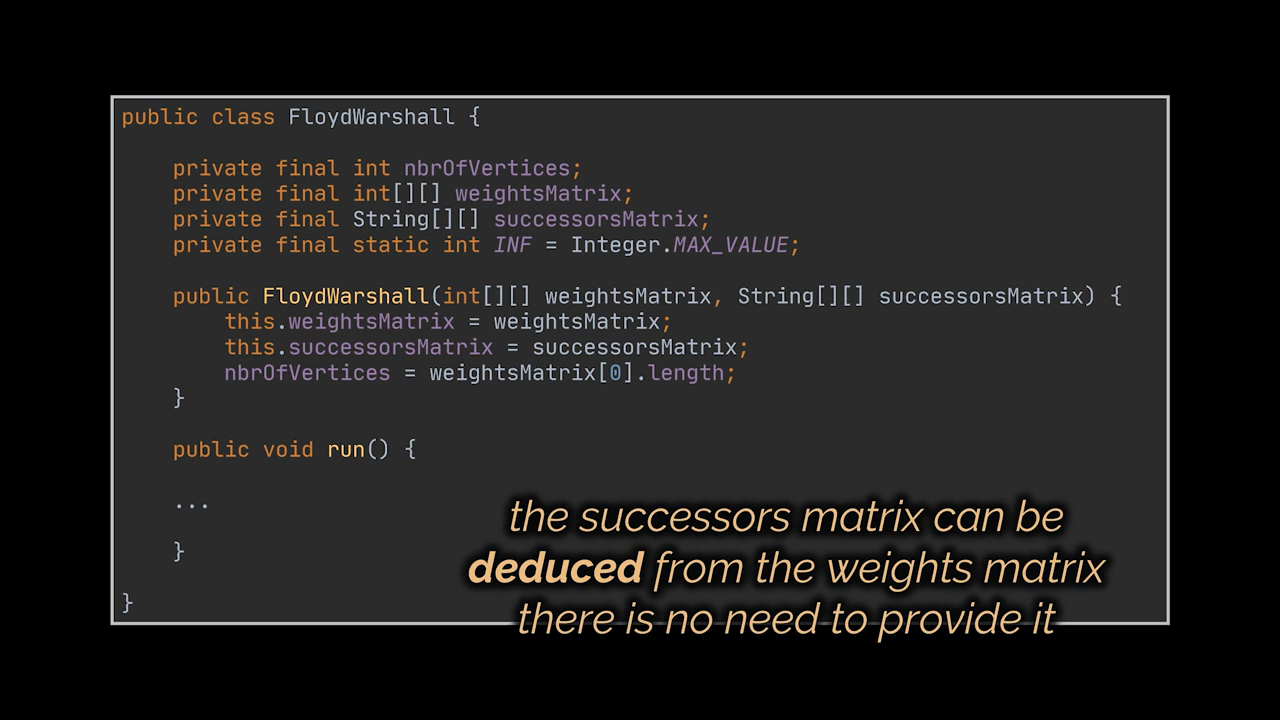 public class FloydWarshall {
private final int nbrOfVertices;
private final int[][] weightsMatrix;
private final String[][] successorsMatrix;
private final static int INF = Integer.MAX_VALUE;
public FloydWarshall(int[][] weightsMatrix, String[][] successorsMatrix) {
this.weightsMatrix = weightsMatrix;
this.successorsMatrix = successorsMatrix;
nbrOfVertices = weightsMatrix[0].length;
}
public void run() {
...
}
}
the successors matrix can be
deduced from the weights matrix
there is no need to provide it